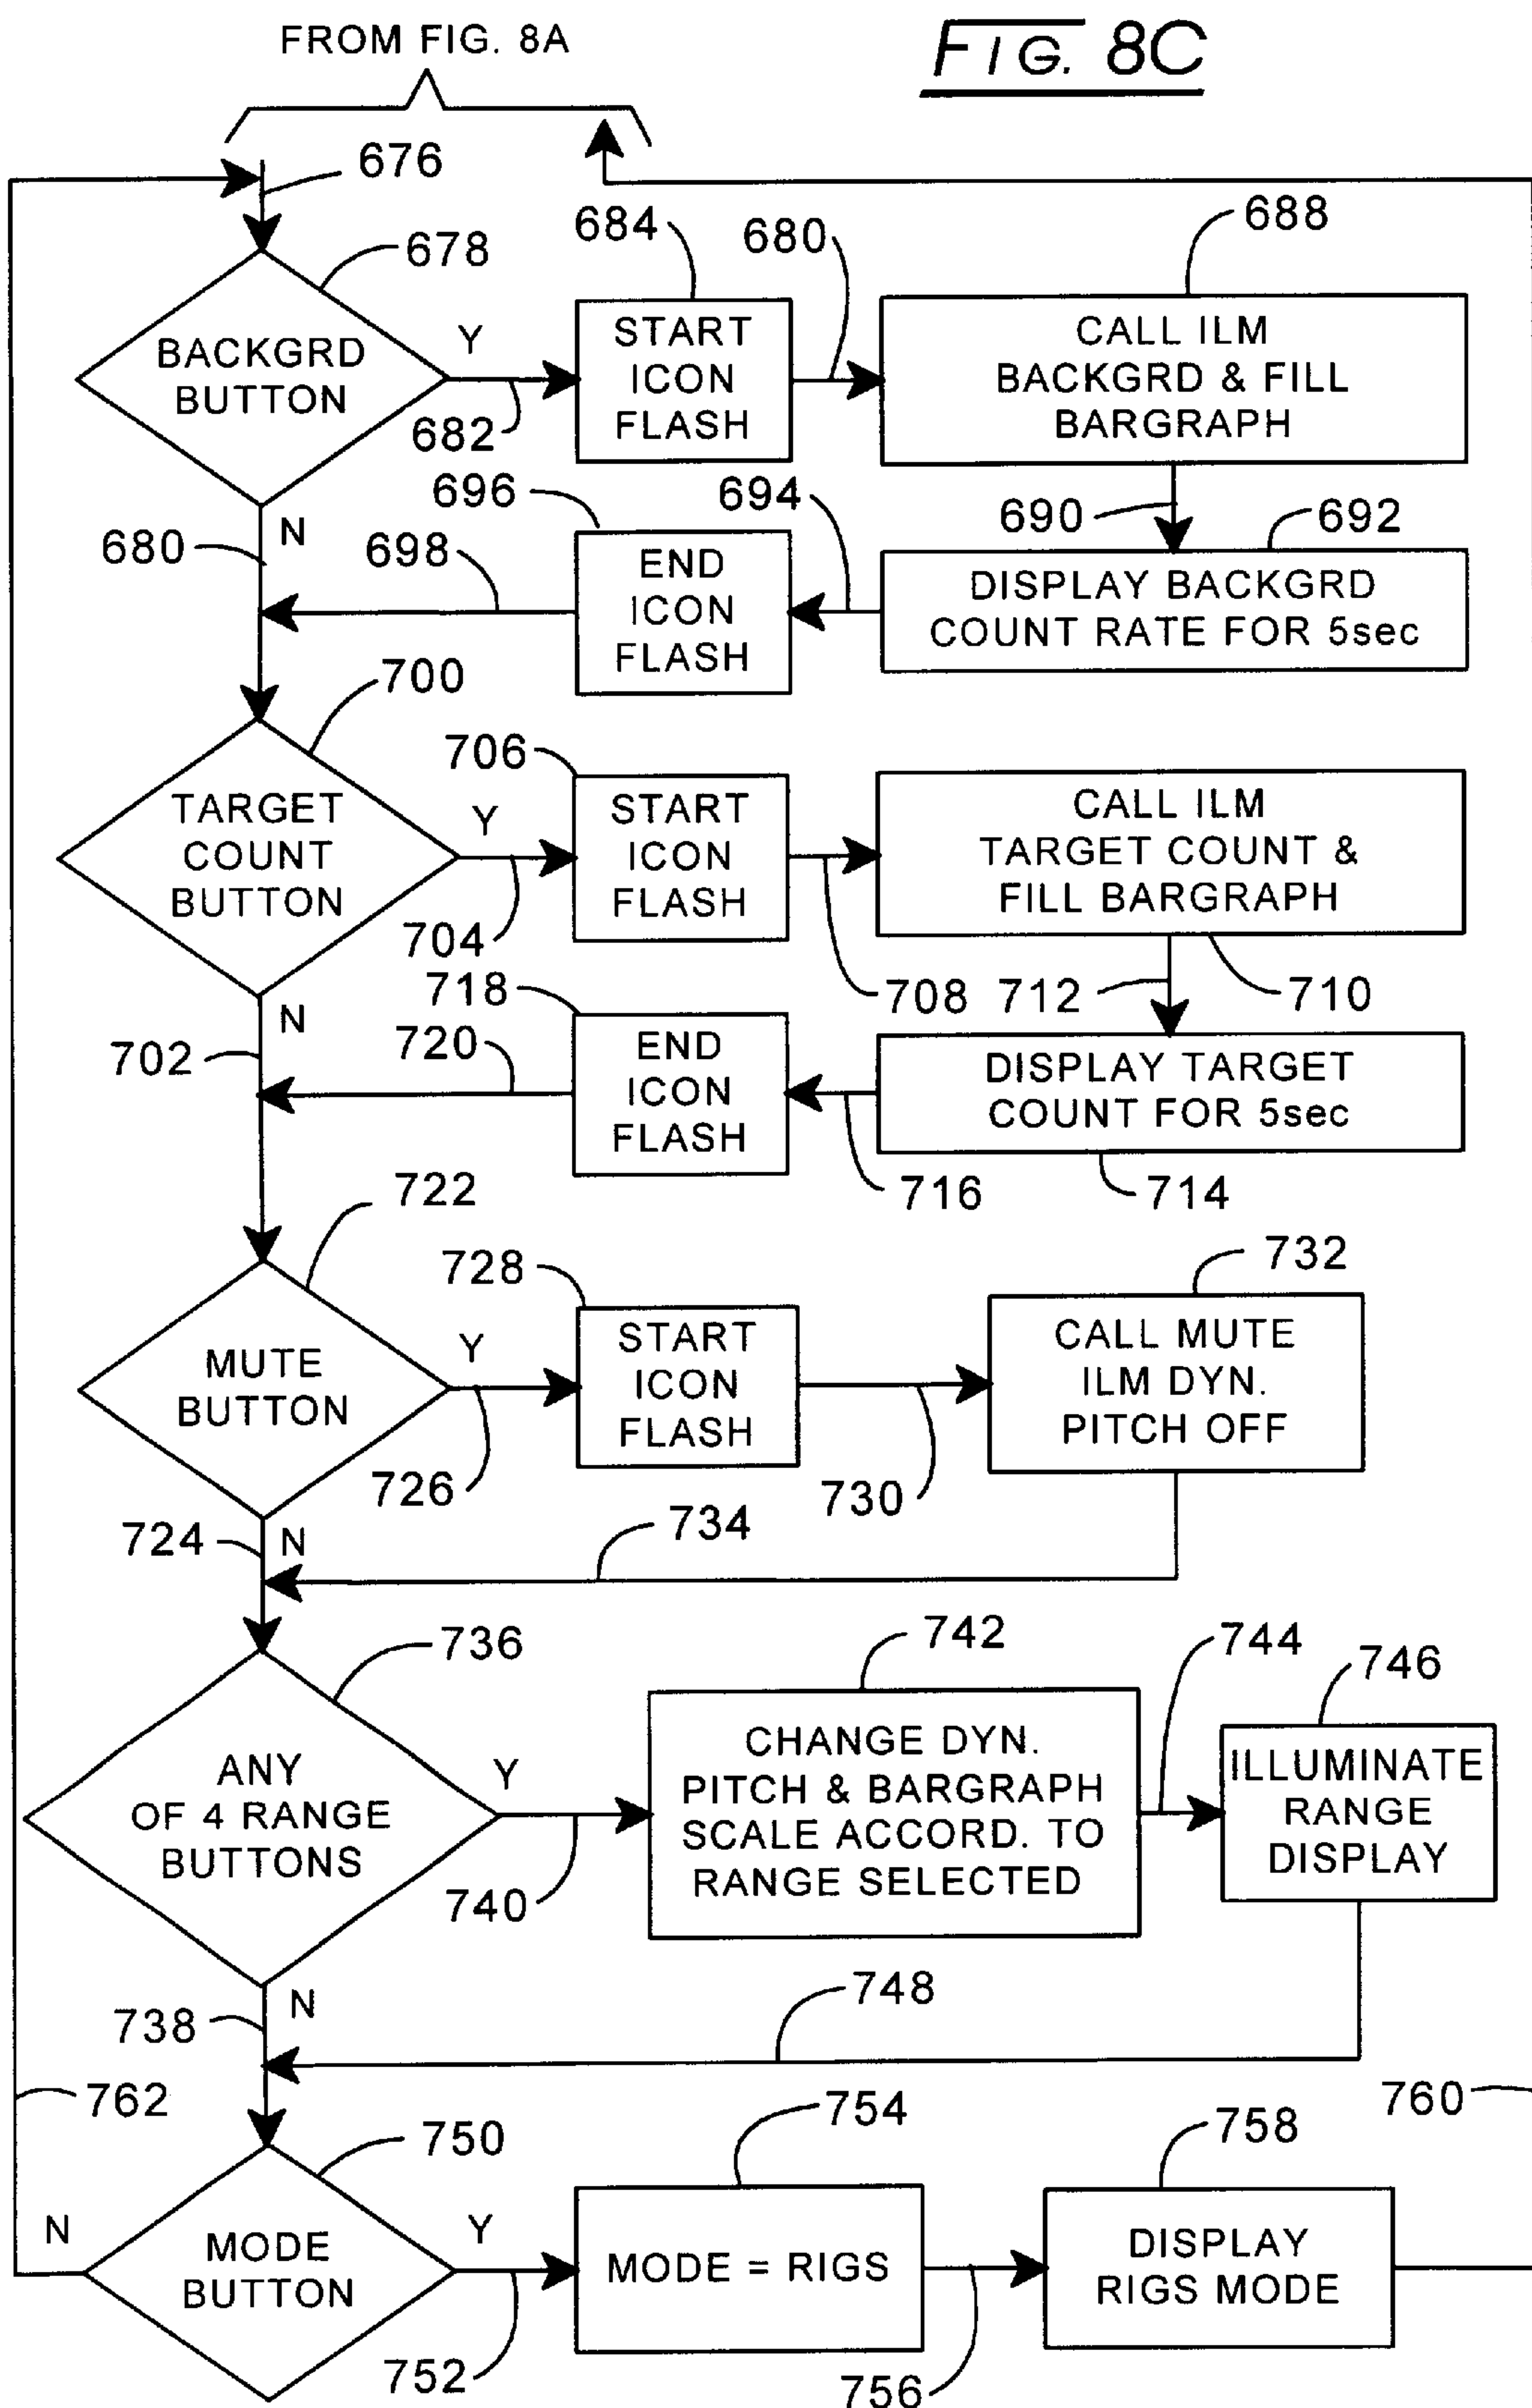 FROM FIG. 8A
FIG. 8C
676
678
684
680
688
BACKGRD
BUTTON
Y
682
START
ICON
FLASH
CALL ILM
BACKGRD & FILL
BARGRAPH
N
680
698
696
694
690
692
END
ICON
FLASH
DISPLAY BACKGRD
COUNT RATE FOR 5sec
700
706
TARGET
COUNT
BUTTON
Y
704
START
ICON
FLASH
CALL ILM
TARGET COUNT &
FILL BARGRAPH
708
712
710
N
702
718
720
END
ICON
FLASH
DISPLAY TARGET
COUNT FOR 5sec
716
714
722
728
732
MUTE
BUTTON
Y
726
START
ICON
FLASH
730
CALL MUTE
ILM DYN.
PITCH OFF
724
N
734
736
742
744
746
ANY
OF 4 RANGE
BUTTONS
Y
740
CHANGE DYN.
PITCH & BARGRAPH
SCALE ACCORD. TO
RANGE SELECTED
ILLUMINATE
RANGE
DISPLAY
N
738
748
762
750
754
758
760
N
MODE
BUTTON
Y
752
MODE = RIGS
756
DISPLAY
RIGS MODE